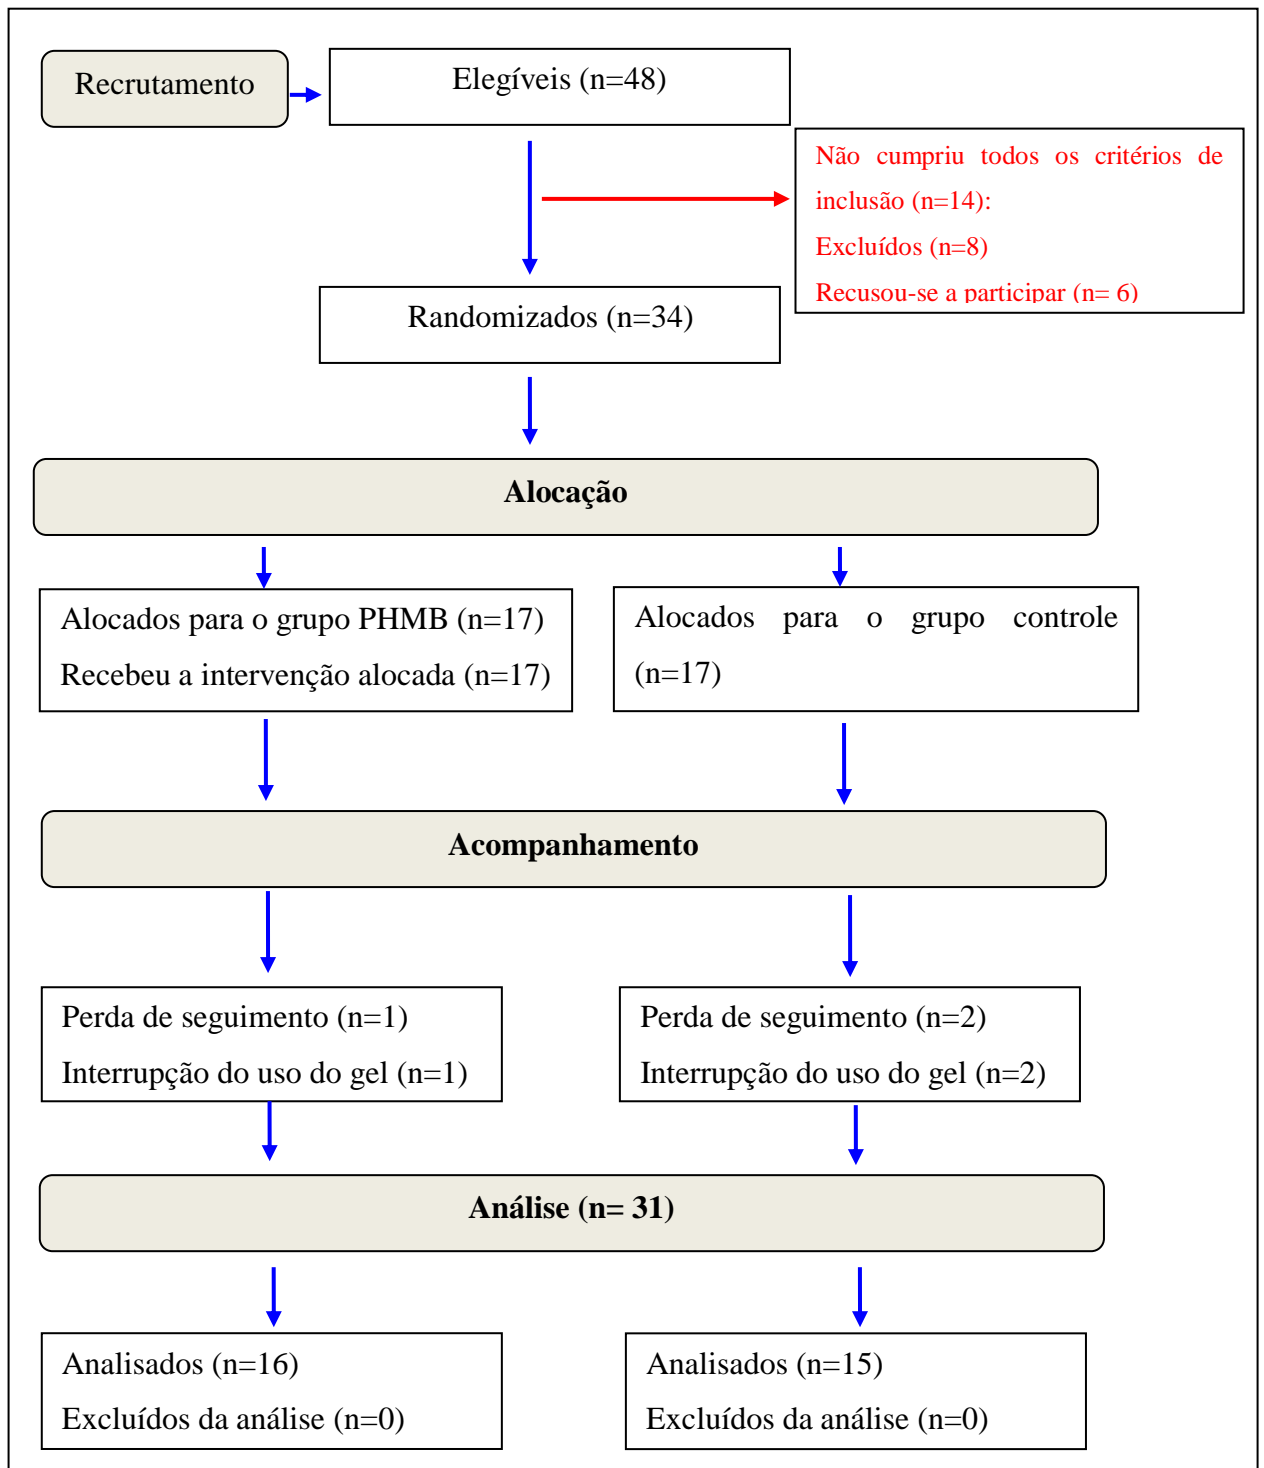 Recrutamento
Elegíveis (n=48)
Não cumpriu todos os critérios de
inclusão (n=14):
Excluídos (n=8)
Recusou-se a participar (n= 6)
Randomizados (n=34)
Alocação
Alocados para o grupo PHMB (n=17)
Recebeu a intervenção alocada (n=17)
Alocados para o grupo controle
(n=17)
Acompanhamento
Perda de seguimento (n=1)
Interrupção do uso do gel (n=1)
Perda de seguimento (n=2)
Interrupção do uso do gel (n=2)
Análise (n= 31)
Analisados (n=16)
Excluídos da análise (n=0)
Analisados (n=15)
Excluídos da análise (n=0)